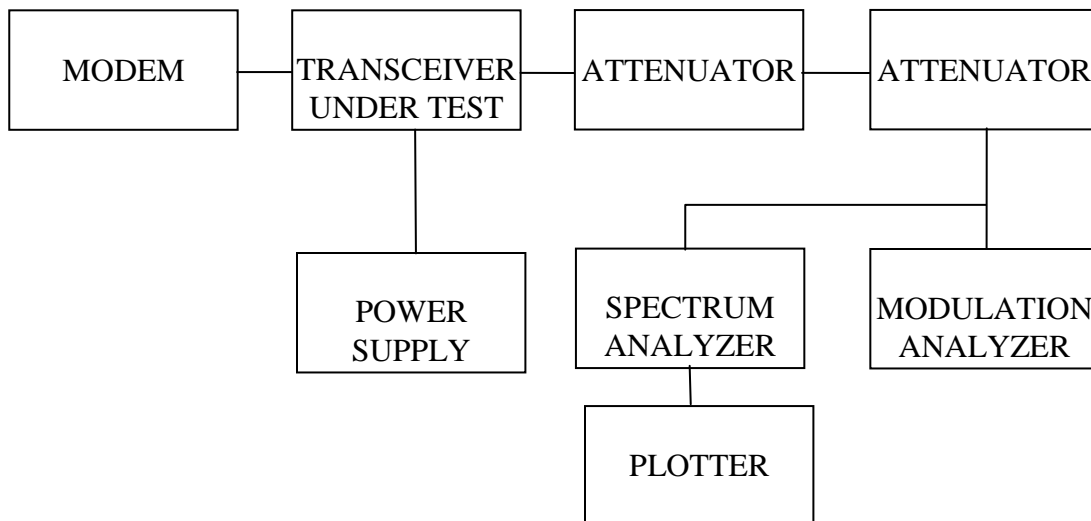 MODEM
TRANSCEIVER
UNDER TEST
ATTENUATOR
ATTENUATOR
POWER
SUPPLY
SPECTRUM
ANALYZER
MODULATION
ANALYZER
PLOTTER